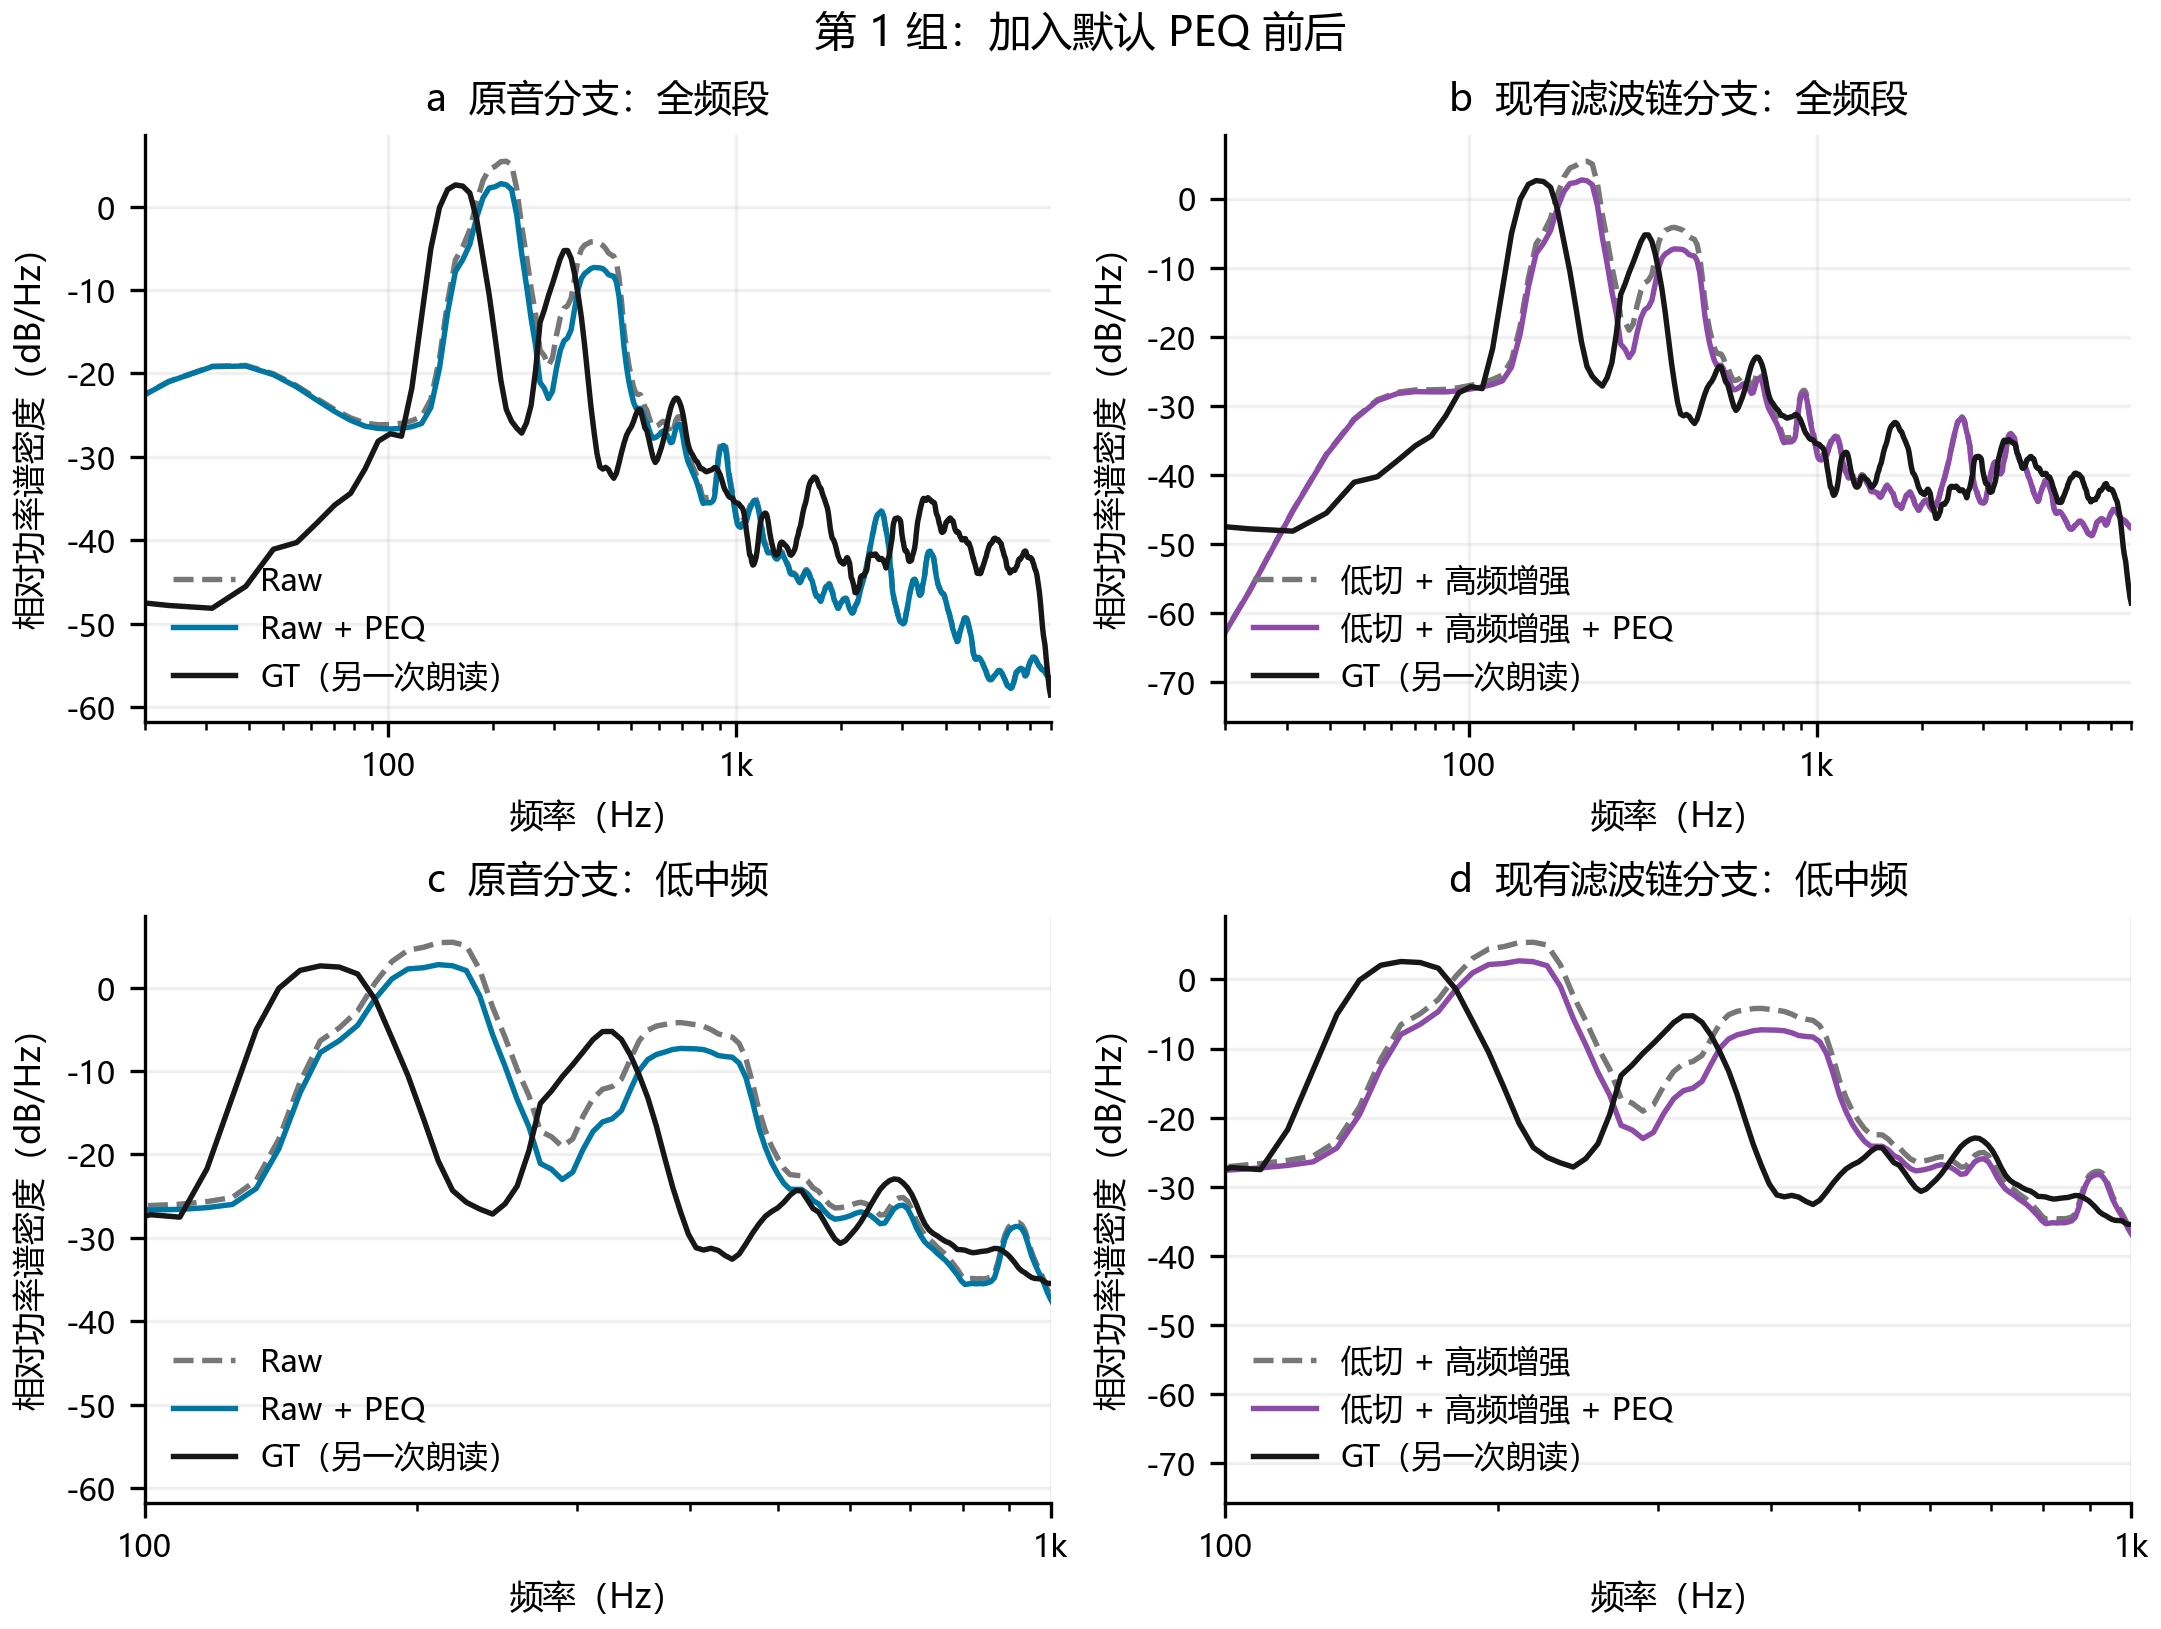 第 1 组：加入默认 PEQ 前后
a 原音分支：全频段
相对功率谱密度（dB/Hz）
0
-10
-20
-30
-40
-50
-60
Raw
Raw + PEQ
GT（另一次朗读）
100
1k
频率（Hz）
b 现有滤波链分支：全频段
相对功率谱密度（dB/Hz）
0
-10
-20
-30
-40
-50
-60
-70
低切 + 高频增强
低切 + 高频增强 + PEQ
GT（另一次朗读）
100
1k
频率（Hz）
c 原音分支：低中频
相对功率谱密度（dB/Hz）
0
-10
-20
-30
-40
-50
-60
Raw
Raw + PEQ
GT（另一次朗读）
100
1k
频率（Hz）
d 现有滤波链分支：低中频
相对功率谱密度（dB/Hz）
0
-10
-20
-30
-40
-50
-60
-70
低切 + 高频增强
低切 + 高频增强 + PEQ
GT（另一次朗读）
100
1k
频率（Hz）